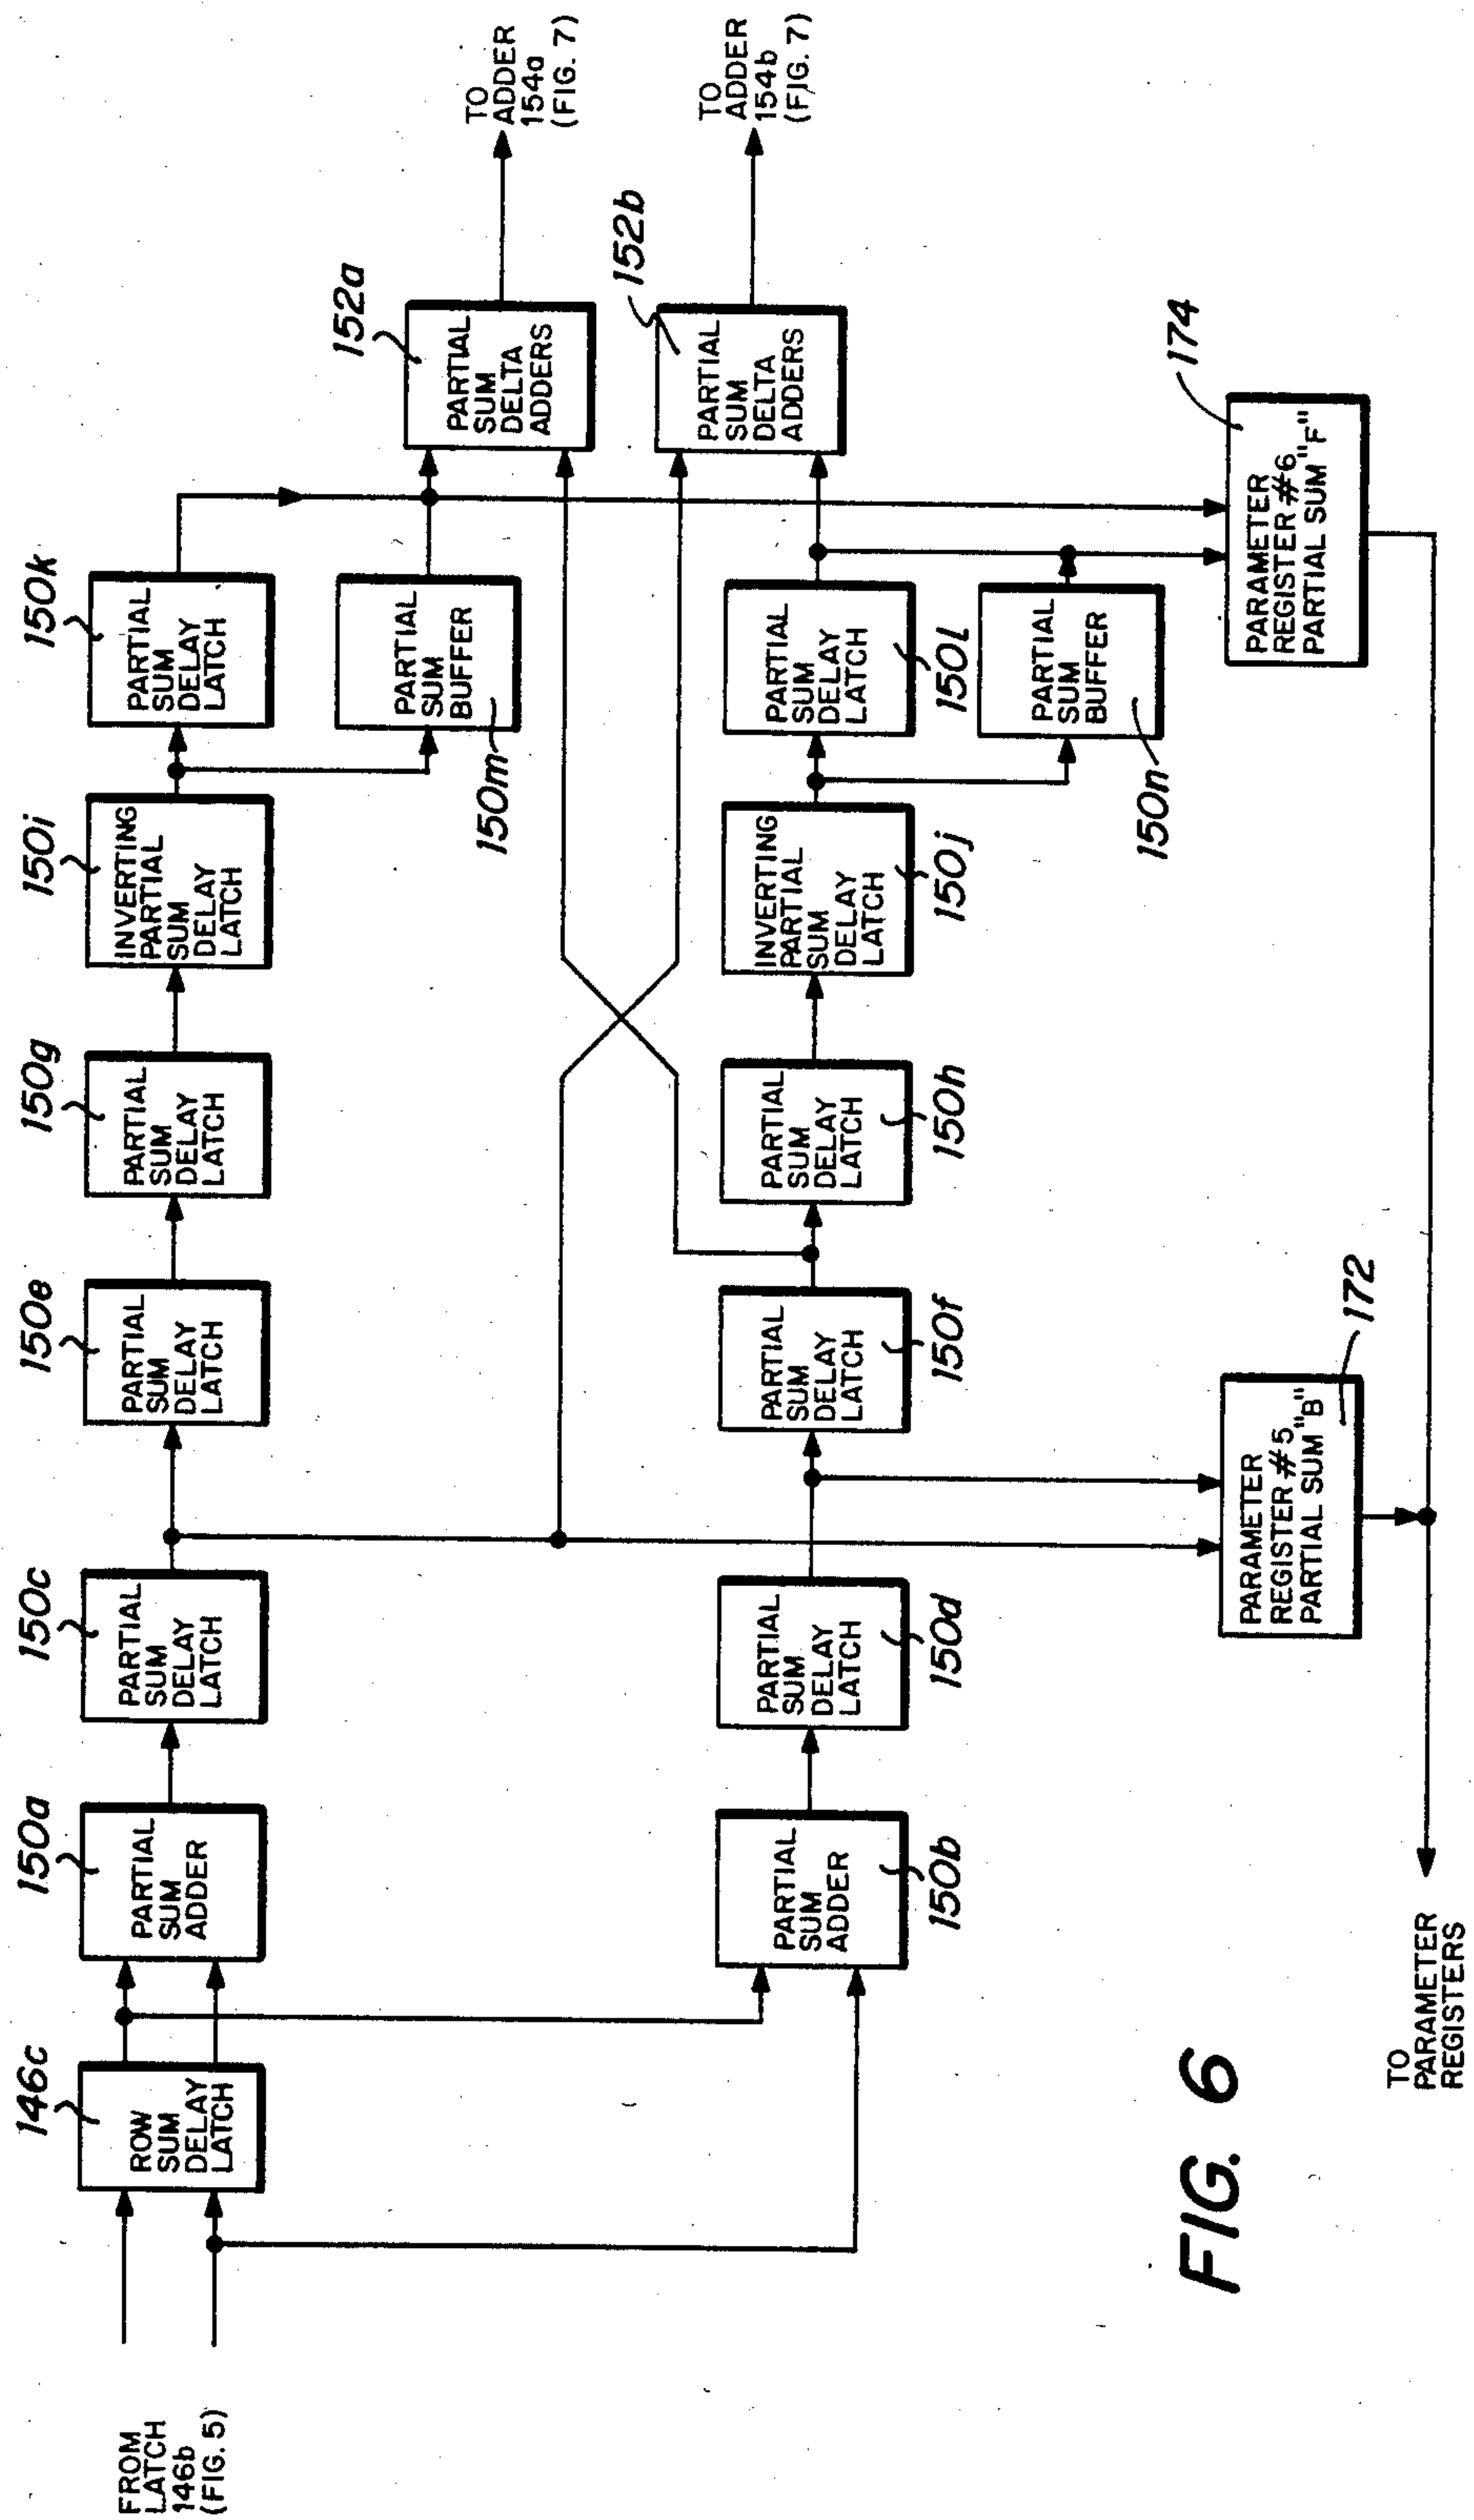 FROM
LATCH
146b
(FIG. 5)
146c
ROW
SUM
DELAY
LATCH
150a
PARTIAL
SUM
ADDER
150c
PARTIAL
SUM
DELAY
LATCH
150e
PARTIAL
SUM
DELAY
LATCH
150g
PARTIAL
SUM
DELAY
LATCH
150i
INVERTING
PARTIAL
SUM
DELAY
LATCH
150k
PARTIAL
SUM
DELAY
LATCH
PARTIAL
SUM
BUFFER
150m
152a
PARTIAL
SUM
DELTA
ADDERS
TO
ADDER
154a
(FIG. 7)
152b
PARTIAL
SUM
DELTA
ADDERS
TO
ADDER
154b
(FIG. 7)
PARTIAL
SUM
ADDER
150b
PARTIAL
SUM
DELAY
LATCH
150d
PARTIAL
SUM
DELAY
LATCH
150f
PARTIAL
SUM
DELAY
LATCH
150h
INVERTING
PARTIAL
SUM
DELAY
LATCH
150j
PARTIAL
SUM
DELAY
LATCH
150l
PARTIAL
SUM
BUFFER
150n
PARAMETER
REGISTER #5
PARTIAL SUM "B"
172
PARAMETER
REGISTER #6
PARTIAL SUM "F"
174
TO
PARAMETER
REGISTERS
FIG. 6